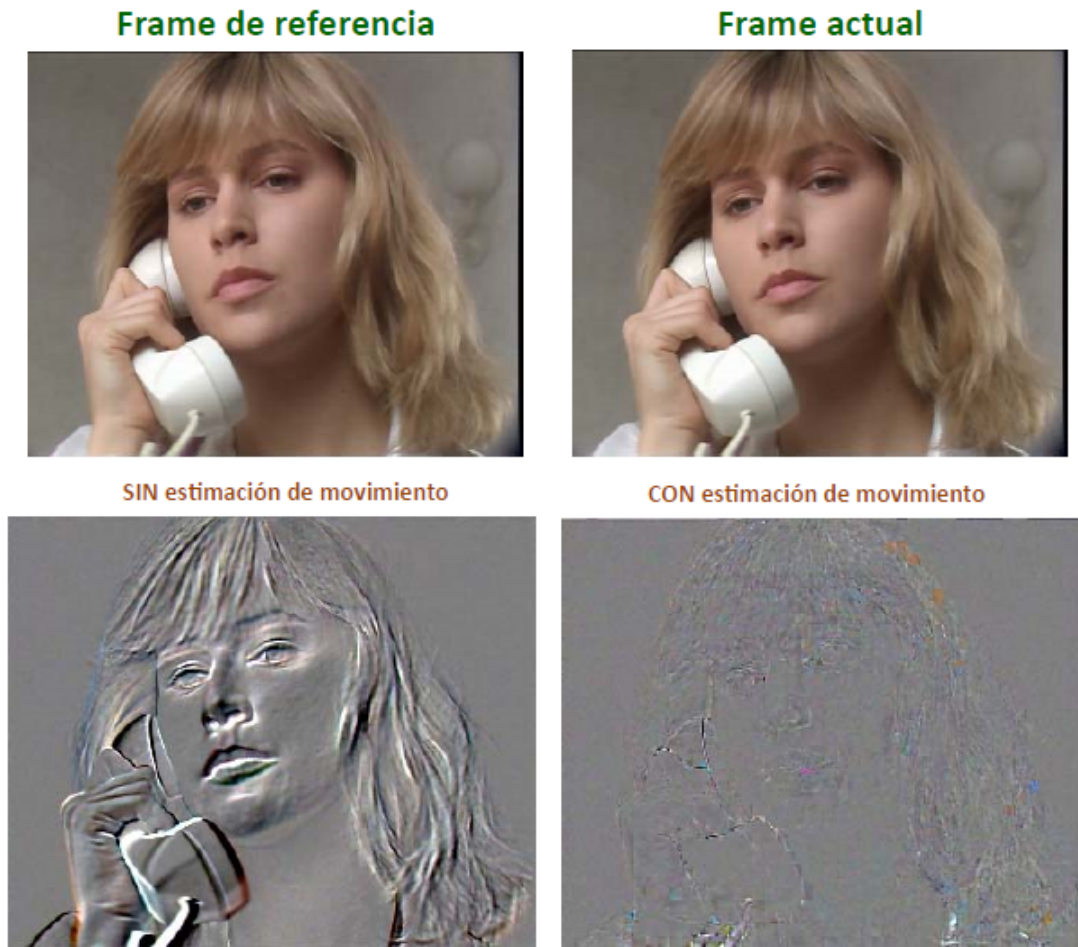 Frame de referencia
Frame actual
SIN estimación de movimiento
CON estimación de movimiento